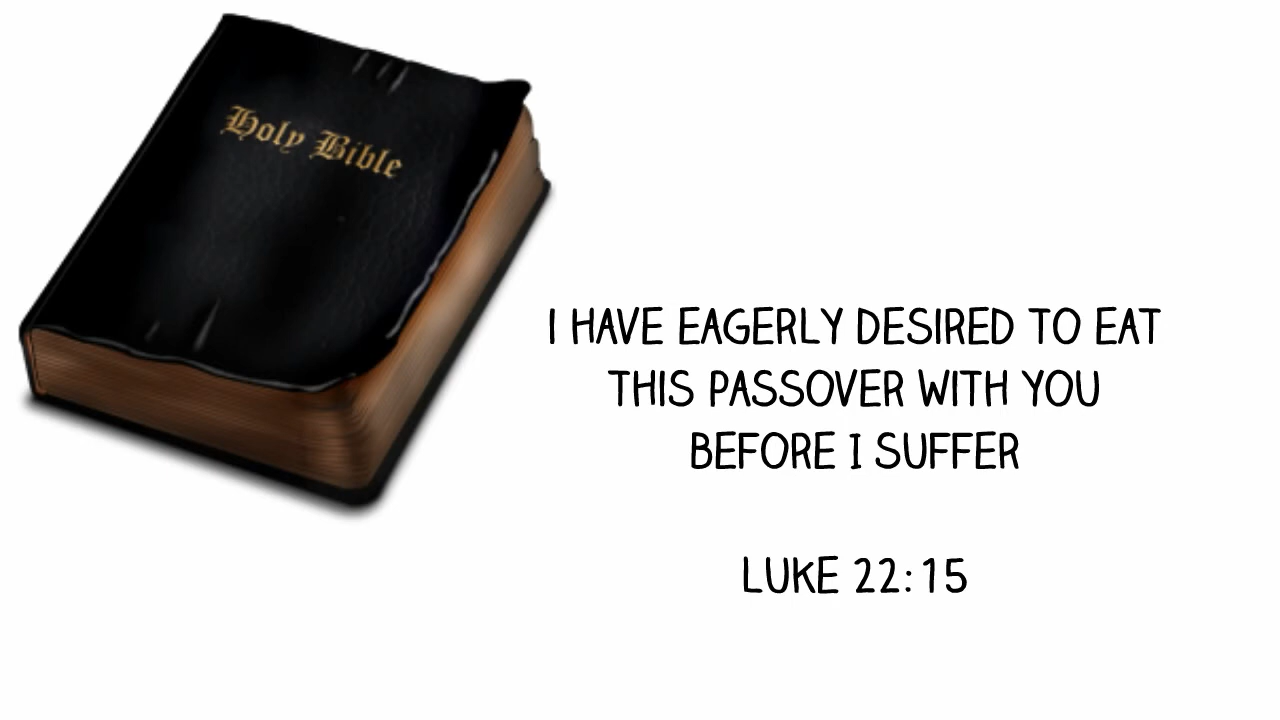 Holy Bible
I HAVE EAGERLY DESIRED TO EAT
THIS PASSOVER WITH YOU
BEFORE I SUFFER
LUKE 22:15